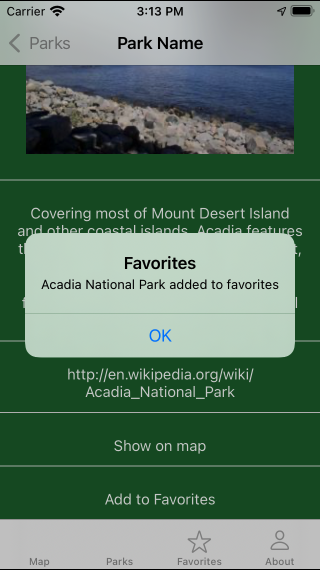 Carrier 3:13 PM
Parks Park Name
Covering most of Mount Desert Island
and other coastal islands, Acadia features
Favorites
Acadia National Park added to favorites
OK
http://en.wikipedia.org/wiki/
Acadia_National_Park
Show on map
Add to Favorites
Map Parks Favorites About